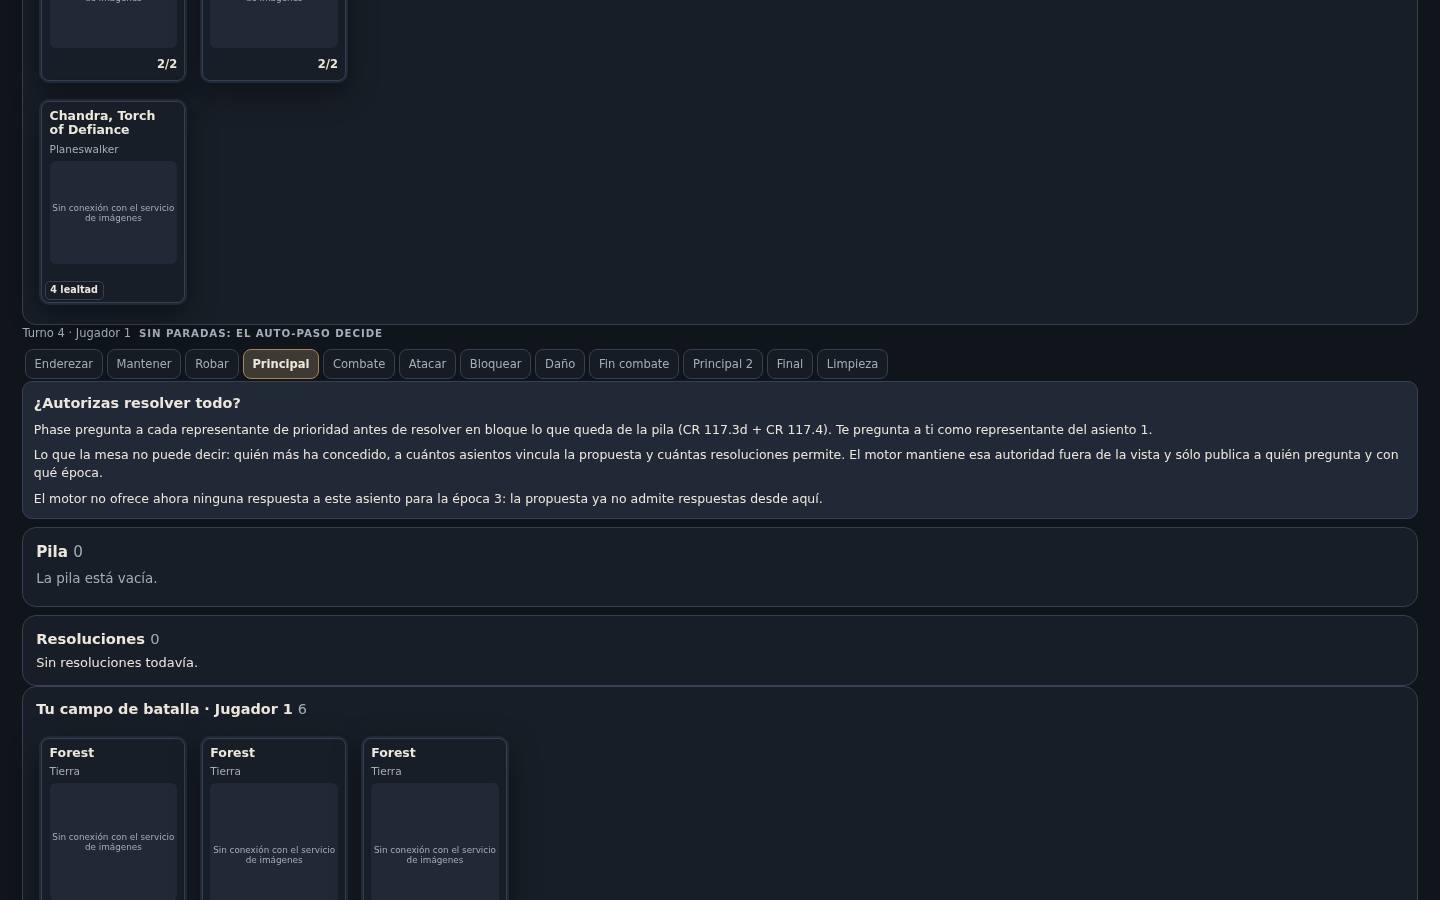 2/2
2/2
Chandra, Torch
of Defiance
Planeswalker
Sin conexión con el servicio
de imágenes
4 lealtad
Turno 4 · Jugador 1 SIN PARADAS: EL AUTO-PASO DECIDE
Enderezar Mantener Robar Principal Combate Atacar Bloquear Daño Fin combate Principal 2 Final Limpieza
¿Autorizas resolver todo?
Phase pregunta a cada representante de prioridad antes de resolver en bloque lo que queda de la pila (CR 117.3d + CR 117.4). Te pregunta a ti como representante del asiento 1.
Lo que la mesa no puede decir: quién más ha concedido, a cuántos asientos vincula la propuesta y cuántas resoluciones permite. El motor mantiene esa autoridad fuera de la vista y sólo publica a quién pregunta y con
qué época.
El motor no ofrece ahora ninguna respuesta a este asiento para la época 3: la propuesta ya no admite respuestas desde aquí.
Pila 0
La pila está vacía.
Resoluciones 0
Sin resoluciones todavía.
Tu campo de batalla · Jugador 1 6
Forest
Tierra
Sin conexión con el servicio
de imágenes
Forest
Tierra
Sin conexión con el servicio
de imágenes
Forest
Tierra
Sin conexión con el servicio
de imágenes